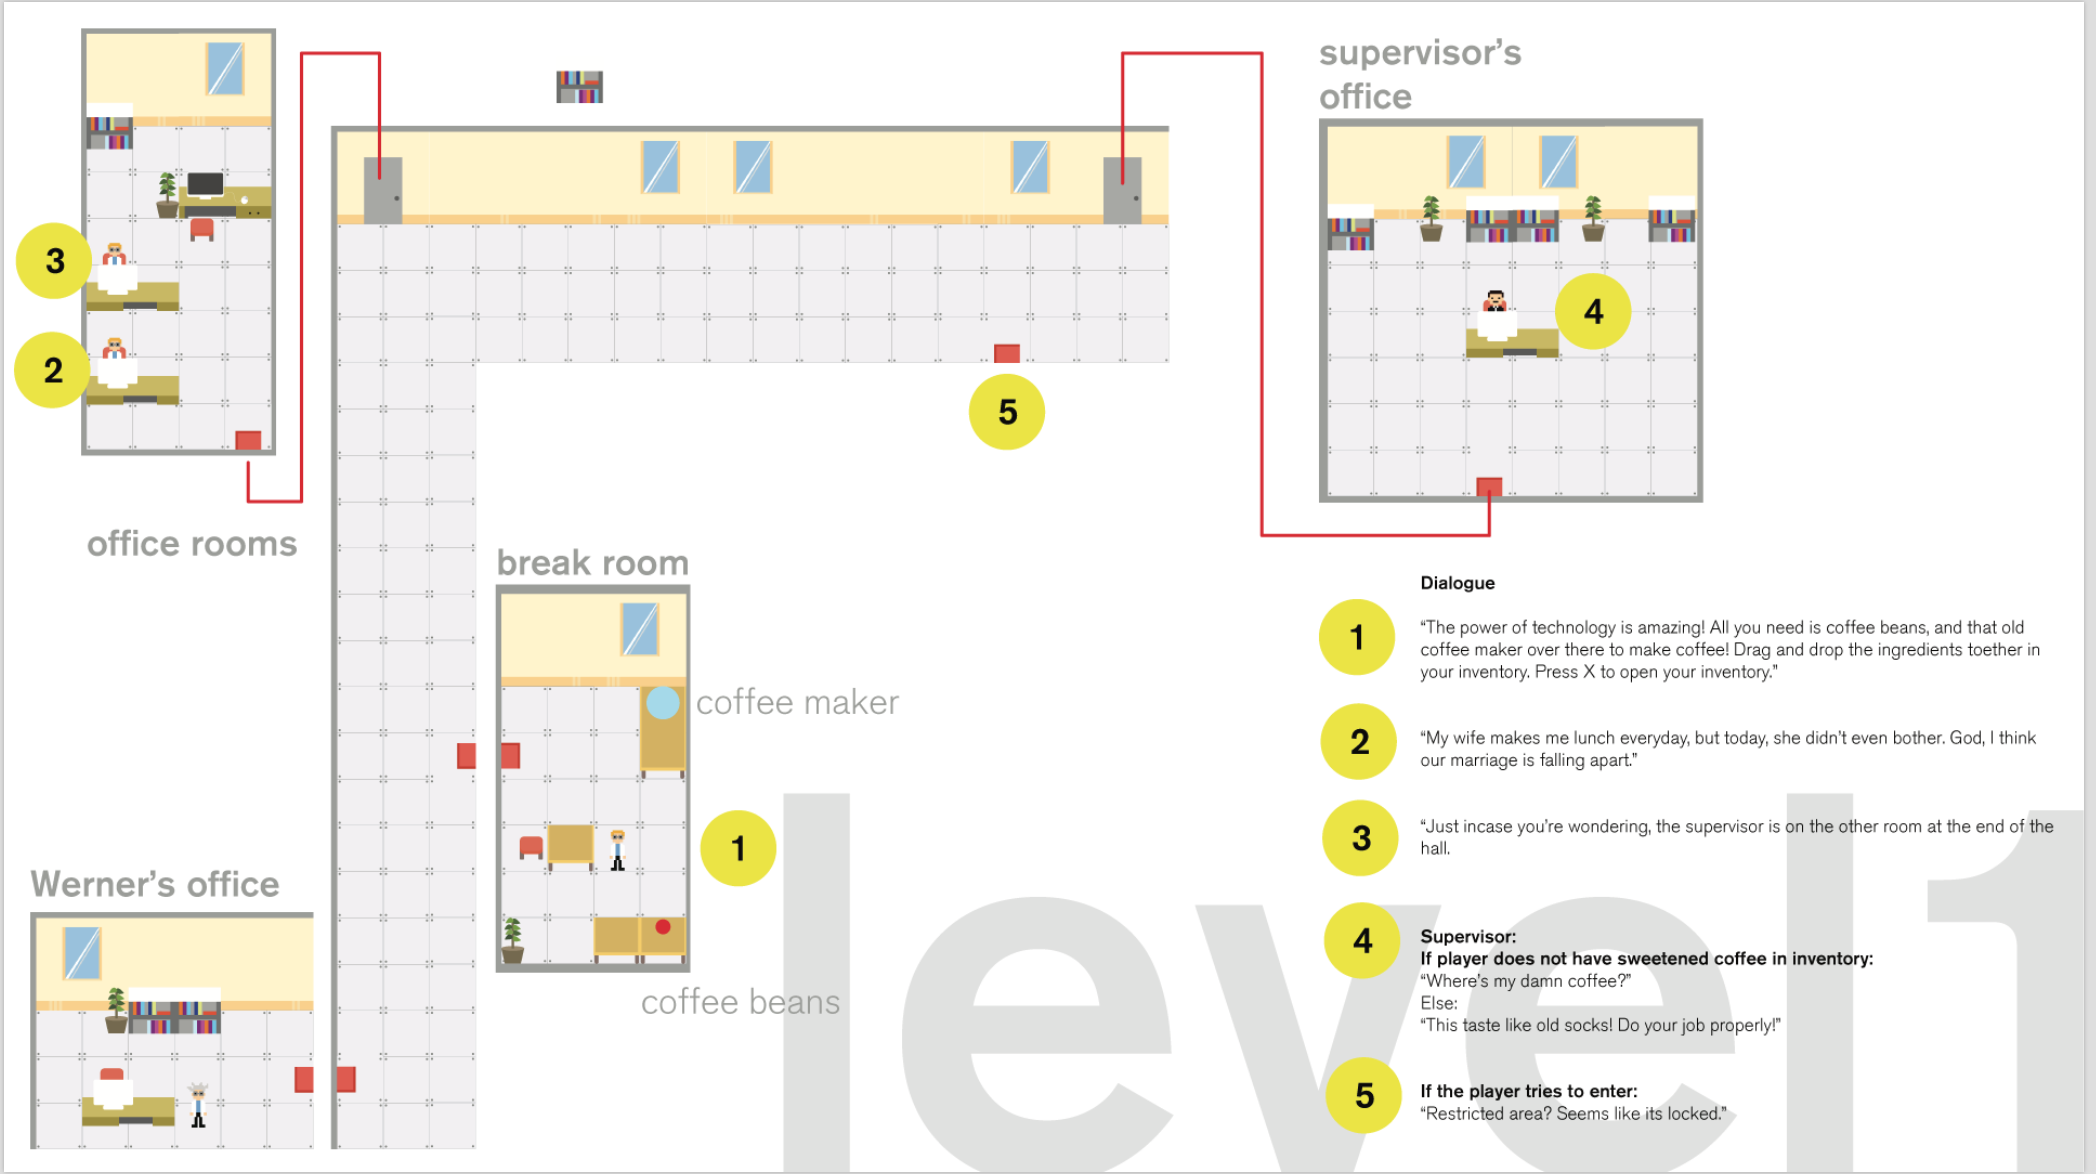 supervisor's
office
3
4
2
5
office rooms
break room
Dialogue
1
“The power of technology is amazing! All you need is coffee beans, and that old
coffee maker over there to make coffee! Drag and drop the ingredients toether in
your inventory. Press X to open your inventory.”
coffee maker
2
“My wife makes me lunch everyday, but today, she didn’t even bother. God, I think
our marriage is falling apart.”
1
3
“Just incase you’re wondering, the supervisor is on the other room at the end of the
hall.
Werner’s office
4
Supervisor:
If player does not have sweetened coffee in inventory:
“Where’s my damn coffee?”
Else:
“This taste like old socks! Do your job properly!”
coffee beans
5
If the player tries to enter:
“Restricted area? Seems like its locked.”
level1